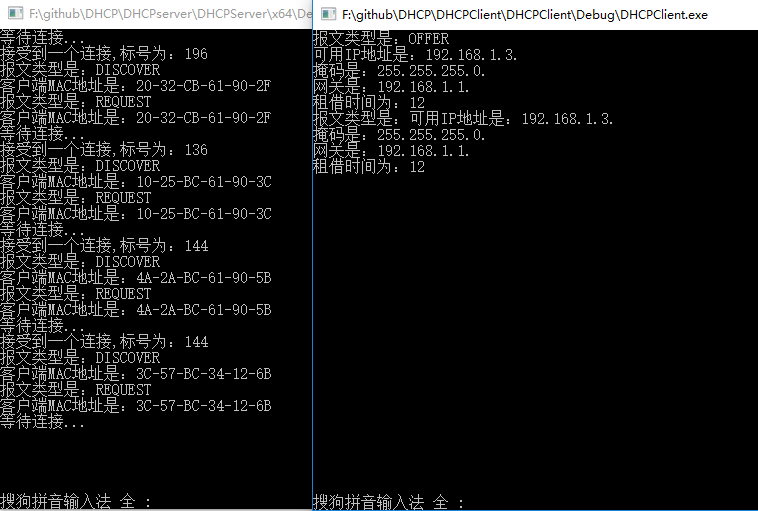 F:\github\DHCP\DHCPserver\DHCPServer\x64\De
等待连接...
接受到一个连接,标号为：196
报文类型是：DISCOVER
客户端MAC地址是：20-32-CB-61-90-2F
报文类型是：REQUEST
客户端MAC地址是：20-32-CB-61-90-2F
等待连接...
接受到一个连接,标号为：136
报文类型是：DISCOVER
客户端MAC地址是：10-25-BC-61-90-3C
报文类型是：REQUEST
客户端MAC地址是：10-25-BC-61-90-3C
等待连接...
接受到一个连接,标号为：144
报文类型是：DISCOVER
客户端MAC地址是：4A-2A-BC-61-90-5B
报文类型是：REQUEST
客户端MAC地址是：4A-2A-BC-61-90-5B
等待连接...
接受到一个连接,标号为：144
报文类型是：DISCOVER
客户端MAC地址是：3C-57-BC-34-12-6B
报文类型是：REQUEST
客户端MAC地址是：3C-57-BC-34-12-6B
等待连接...
搜狗拼音输入法 全 :
F:\github\DHCP\DHCPClient\DHCPClient\Debug\DHCPClient.exe
报文类型是：OFFER
可用IP地址是：192.168.1.3.
掩码是：255.255.255.0.
网关是：192.168.1.1.
租借时间为：12
报文类型是：可用IP地址是：192.168.1.3.
掩码是：255.255.255.0.
网关是：192.168.1.1.
租借时间为：12
搜狗拼音输入法 全 :